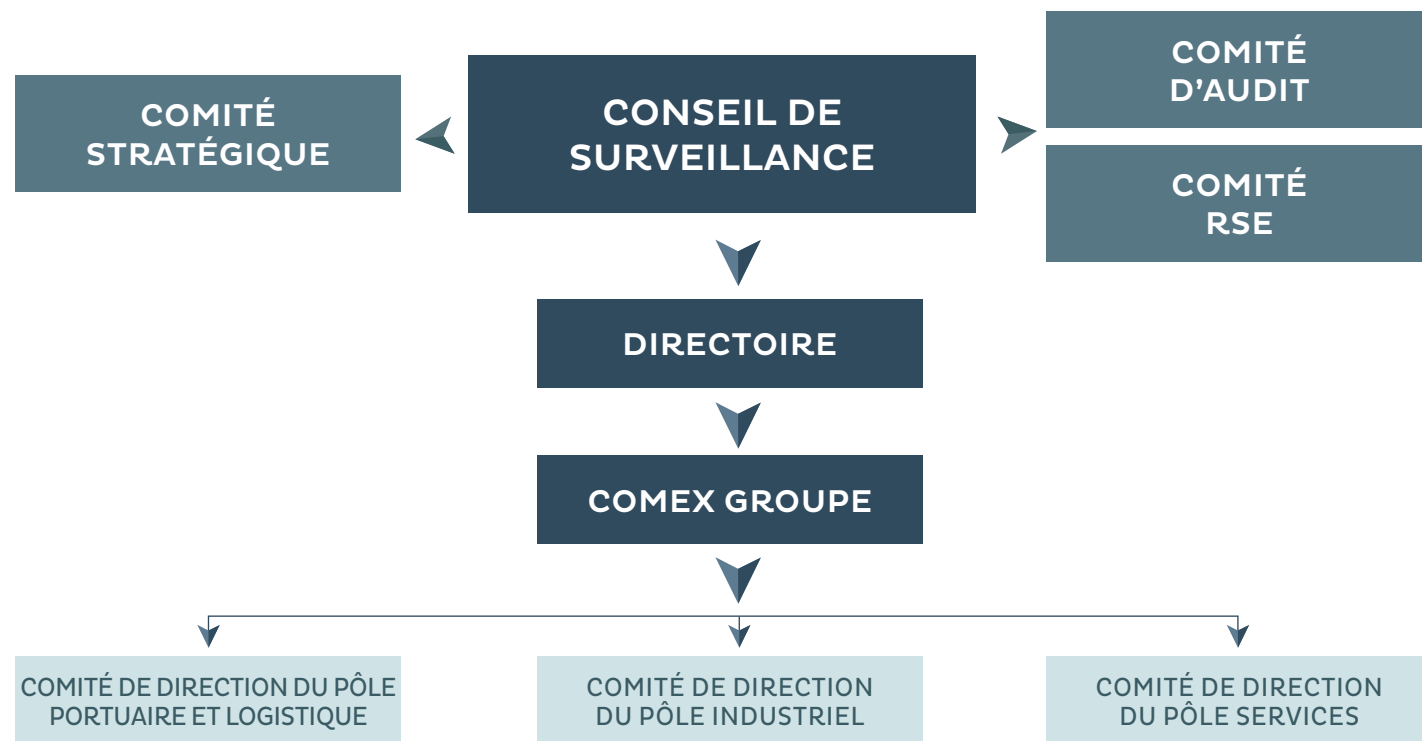 COMITÉ
STRATÉGIQUE
CONSEIL DE
SURVEILLANCE
COMITÉ
D’AUDIT
COMITÉ
RSE
DIRECTOIRE
COMEX GROUPE
COMITÉ DE DIRECTION DU PÔLE
PORTUAIRE ET LOGISTIQUE
COMITÉ DE DIRECTION
DU PÔLE INDUSTRIEL
COMITÉ DE DIRECTION
DU PÔLE SERVICES